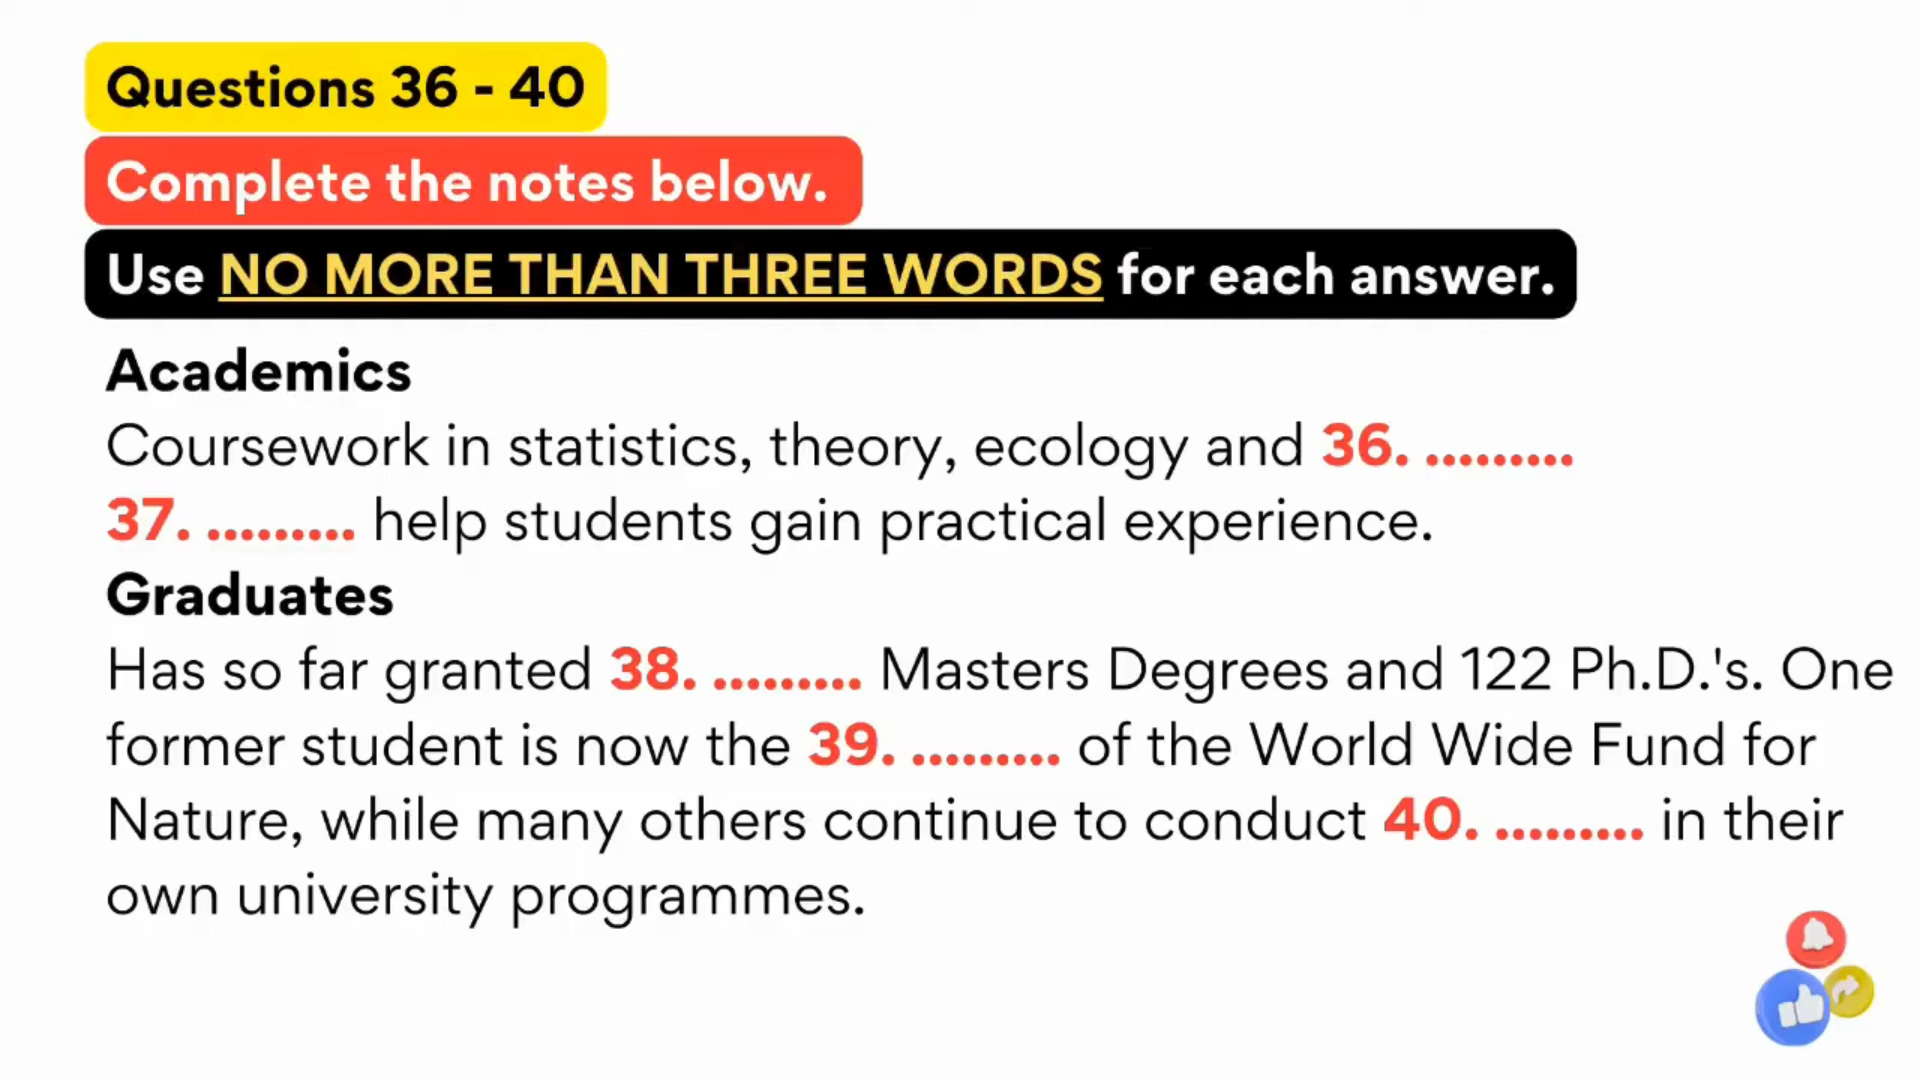 Questions 36 - 40
Complete the notes below.
Use NO MORE THAN THREE WORDS for each answer.
Academics
Coursework in statistics, theory, ecology and 36. .........
37. ......... help students gain practical experience.
Graduates
Has so far granted 38. ......... Masters Degrees and 122 Ph.D.'s. One
former student is now the 39. ......... of the World Wide Fund for
Nature, while many others continue to conduct 40. ......... in their
own university programmes.